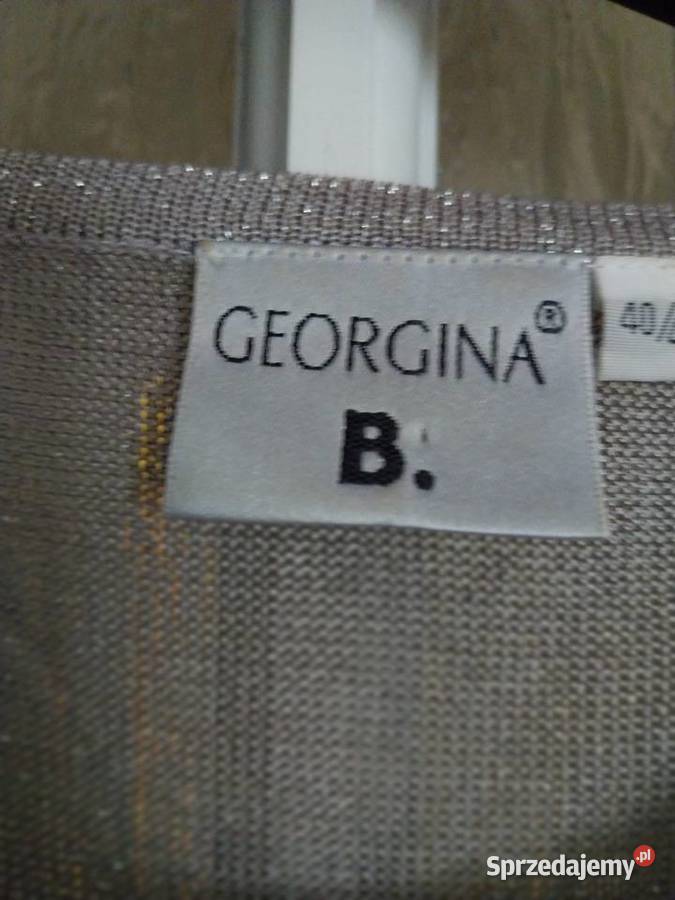 GEORGINA®
B.
40/
Sprzedajemy.pl